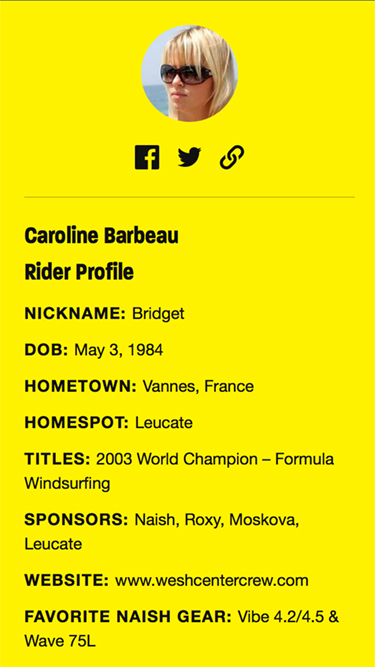 Caroline Barbeau
Rider Profile
NICKNAME: Bridget
DOB: May 3, 1984
HOMETOWN: Vannes, France
HOMESPOT: Leucate
TITLES: 2003 World Champion – Formula
Windsurfing
SPONSORS: Naish, Roxy, Moskova,
Leucate
WEBSITE: www.weshcentercrew.com
FAVORITE NAISH GEAR: Vibe 4.2/4.5 &
Wave 75L